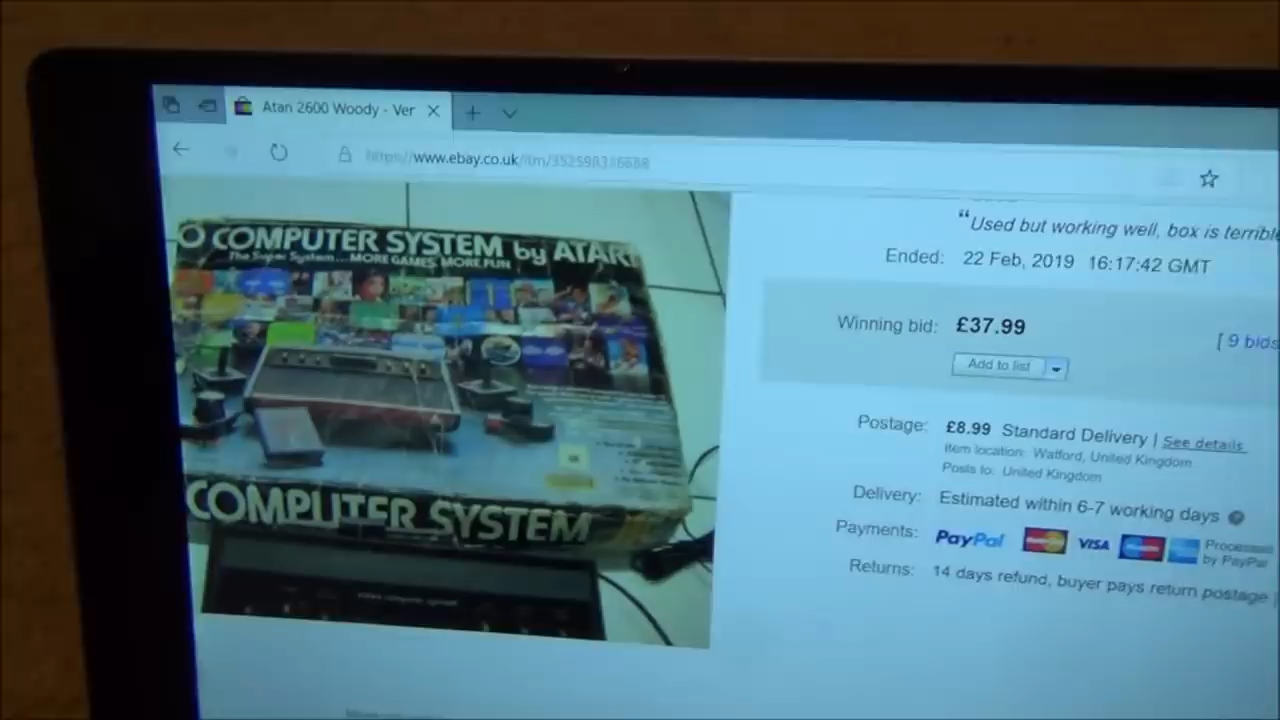 Atari 2600 Woody - Ver
https://www.ebay.co.uk/itm/
O COMPUTER SYSTEM by ATARI
The Super System... MORE GAMES, MORE FUN
COMPUTER SYSTEM
“Used but working well, box is terrible
Ended: 22 Feb, 2019 16:17:42 GMT
Winning bid: £37.99
[ 9 bids
Add to list
Postage: £8.99 Standard Delivery | See details
Item location: Watford, United Kingdom
Posts to: United Kingdom
Delivery: Estimated within 6-7 working days
Payments: PayPal MasterCard VISA
Processed
by PayPal
Returns: 14 days refund, buyer pays return postage |